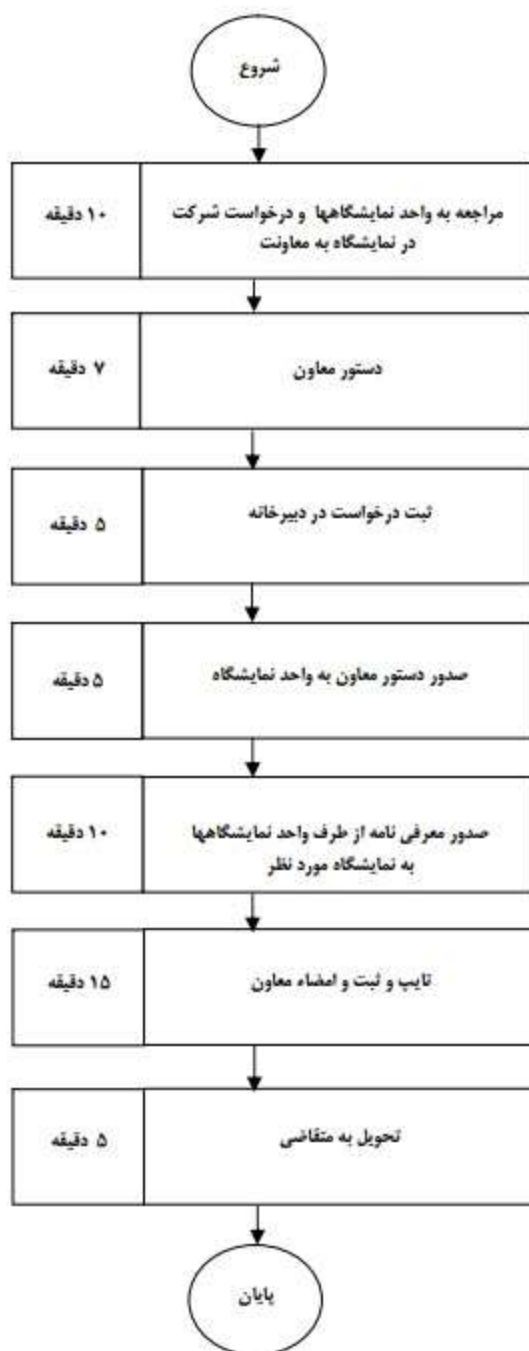 شروع
مراجعه به واحد نمایشگاهها و درخواست شرکت
در نمایشگاه به معاونت
۱۰ دقیقه
دستور معاون
۷ دقیقه
ثبت درخواست در دبیرخانه
۵ دقیقه
صدور دستور معاون به واحد نمایشگاه
۵ دقیقه
صدور معرفی نامه از طرف واحد نمایشگاهها
به نمایشگاه مورد نظر
۱۰ دقیقه
تایپ و ثبت و امضاء معاون
۱۵ دقیقه
تحویل به متقاضی
۵ دقیقه
پایان